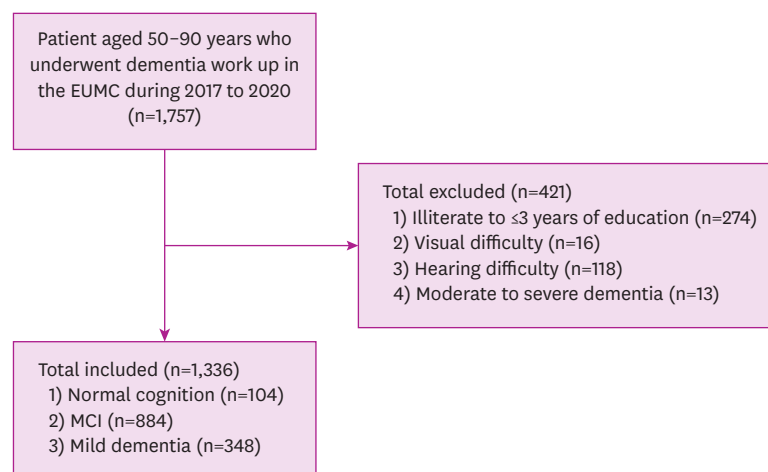 Patient aged 50–90 years who
underwent dementia work up in
the EUMC during 2017 to 2020
(n=1,757)
Total excluded (n=421)
1) Illiterate to ≤3 years of education (n=274)
2) Visual difficulty (n=16)
3) Hearing difficulty (n=118)
4) Moderate to severe dementia (n=13)
Total included (n=1,336)
1) Normal cognition (n=104)
2) MCI (n=884)
3) Mild dementia (n=348)